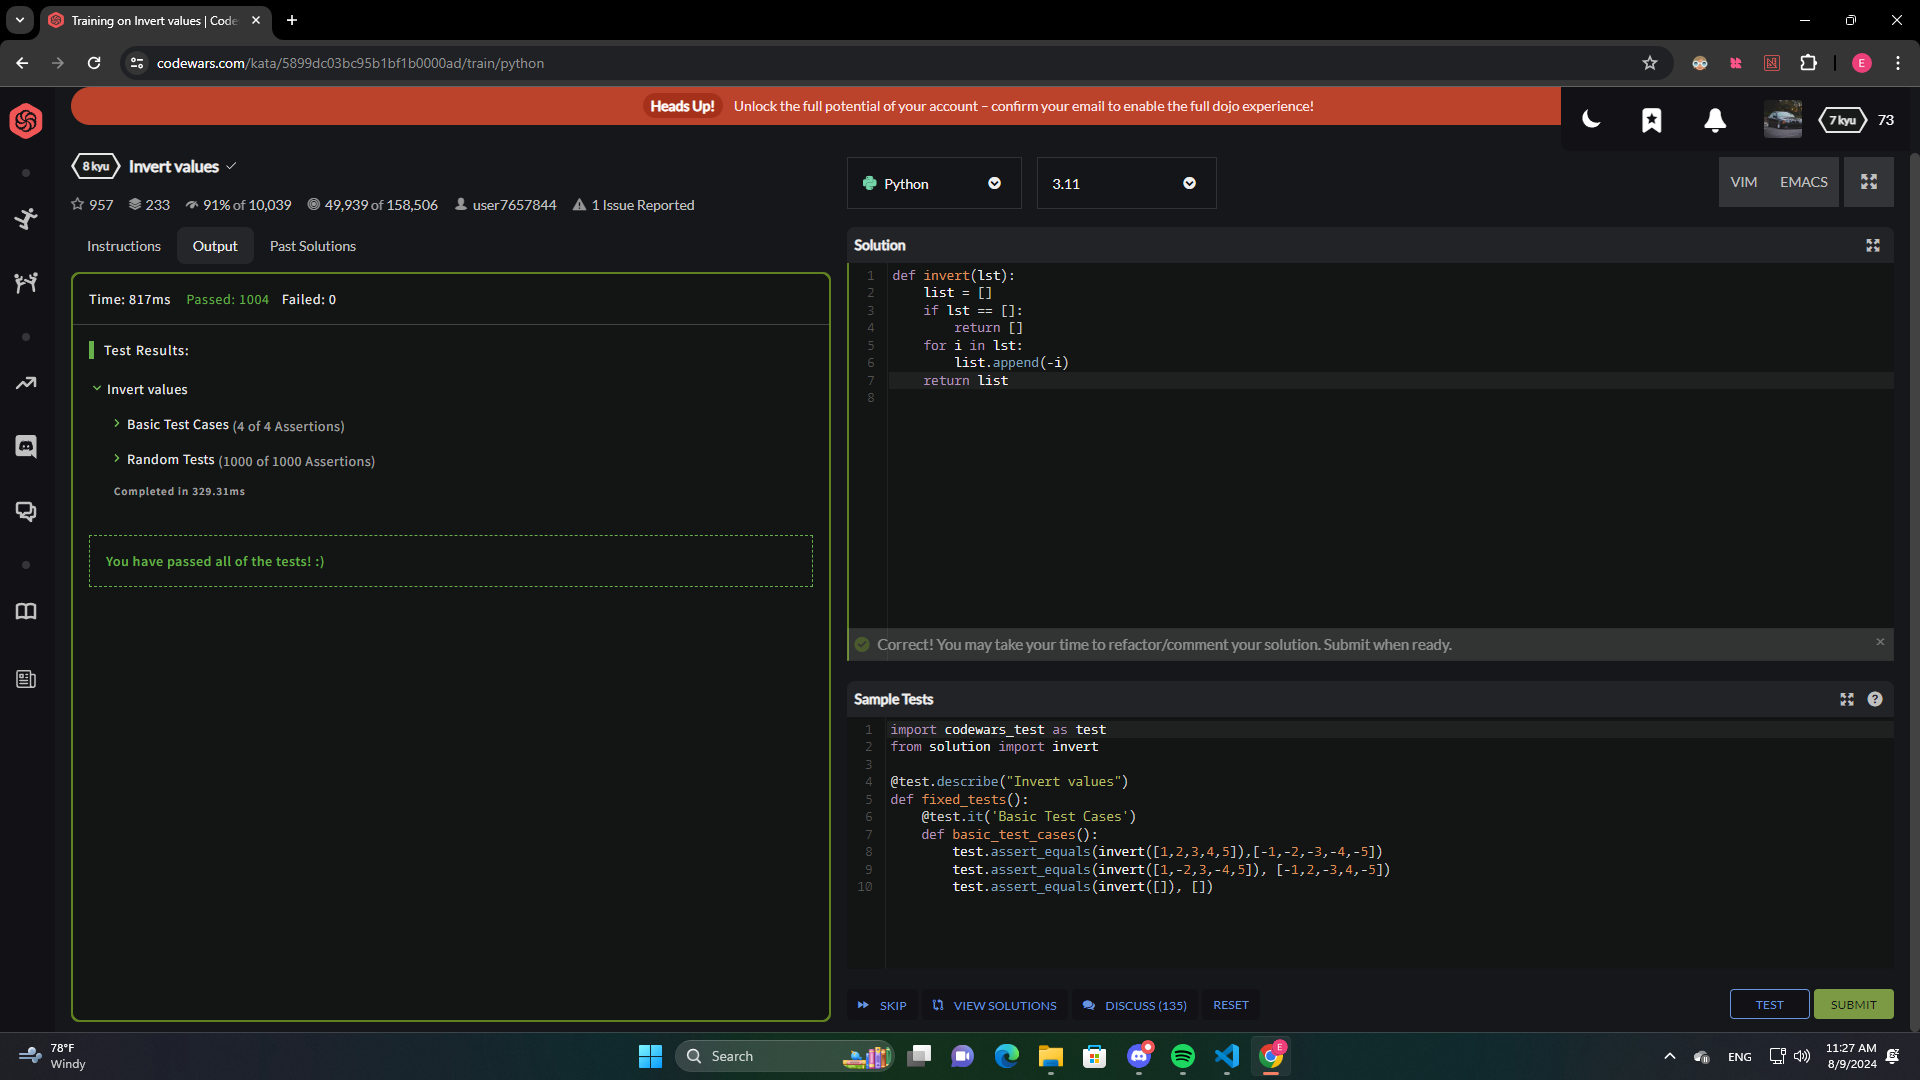 Training on Invert values | Code
codewars.com/kata/5899dc03bc95b1bf1b0000ad/train/python
E
Heads Up! Unlock the full potential of your account – confirm your email to enable the full dojo experience!
7 kyu 73
8 kyu Invert values
957 233 91% of 10,039 49,939 of 158,506 user7657844 1 Issue Reported
Instructions Output Past Solutions
Time: 817ms Passed: 1004 Failed: 0
Test Results:
Invert values
Basic Test Cases (4 of 4 Assertions)
Random Tests (1000 of 1000 Assertions)
Completed in 329.31ms
You have passed all of the tests! :)
Python 3.11 VIM EMACS
Solution
1 def invert(lst):
2     list = []
3     if lst == []:
4         return []
5     for i in lst:
6         list.append(-i)
7     return list
8
Correct! You may take your time to refactor/comment your solution. Submit when ready.
Sample Tests
1 import codewars_test as test
2 from solution import invert
3
4 @test.describe("Invert values")
5 def fixed_tests():
6     @test.it('Basic Test Cases')
7     def basic_test_cases():
8         test.assert_equals(invert([1,2,3,4,5]),[-1,-2,-3,-4,-5])
9         test.assert_equals(invert([1,-2,3,-4,5]), [-1,2,-3,4,-5])
10         test.assert_equals(invert([]), [])
SKIP VIEW SOLUTIONS DISCUSS (135) RESET TEST SUBMIT
78°F
Windy
Search
E
ENG
11:27 AM
8/9/2024